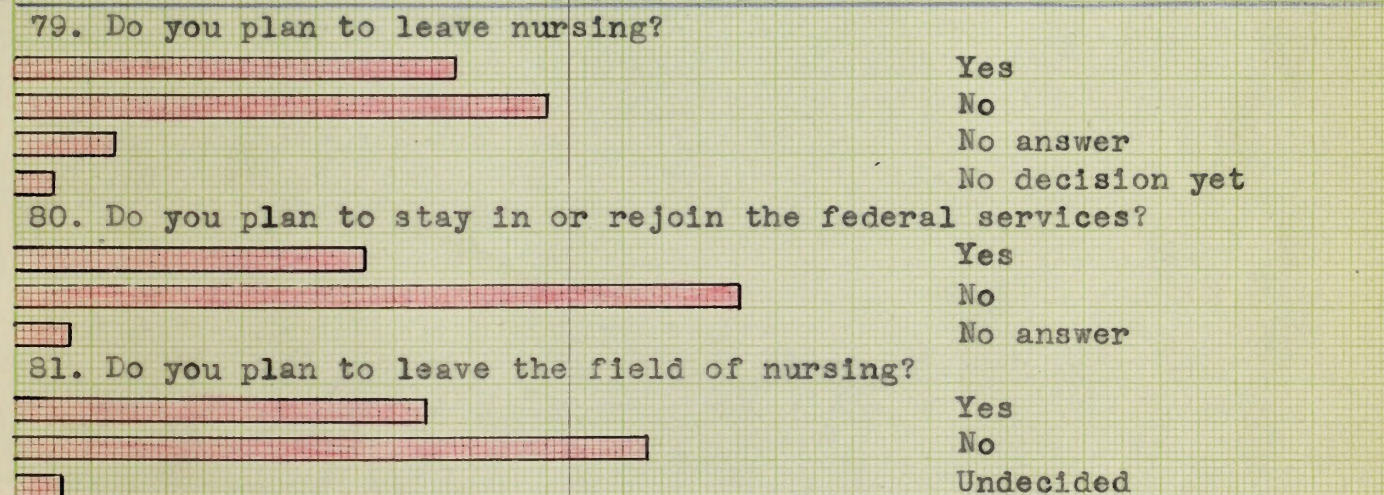 79. Do you plan to leave nursing?
Yes
No
No answer
No decision yet
80. Do you plan to stay in or rejoin the federal services?
Yes
No
No answer
81. Do you plan to leave the field of nursing?
Yes
No
Undecided